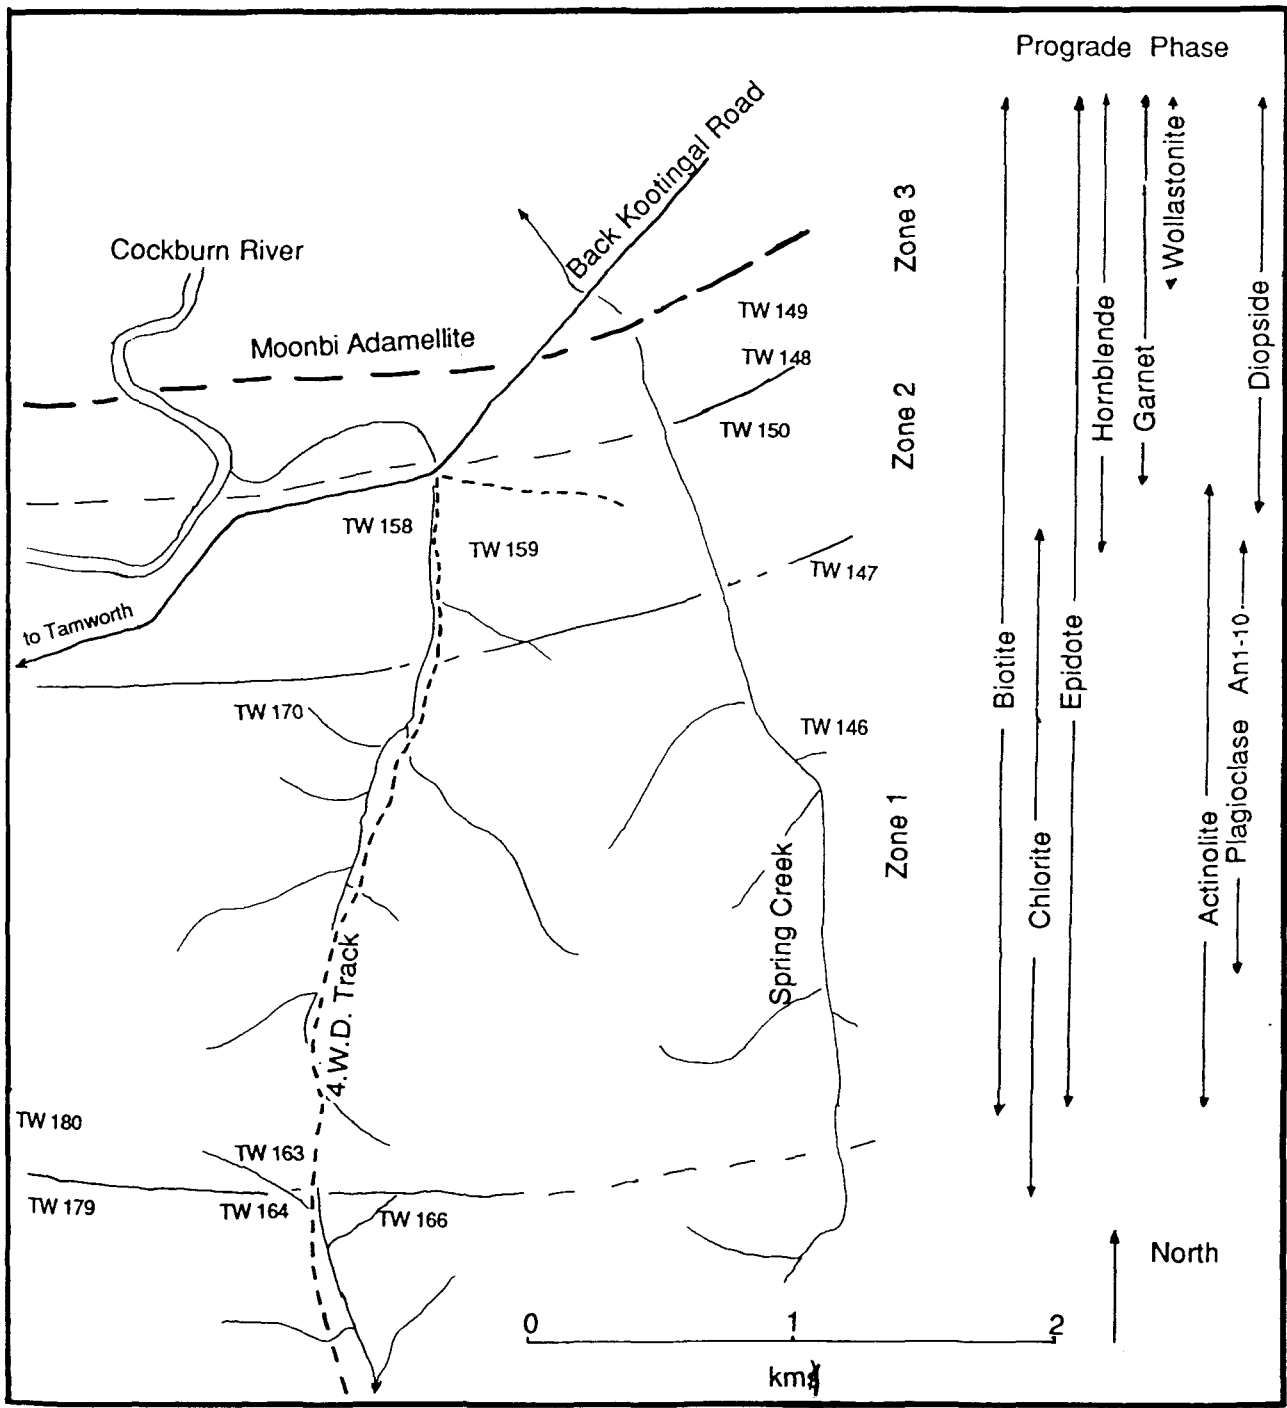 Prograde Phase
Back Kootingal Road
Cockburn River
Moonbi Adamellite
Zone 3
Wollastonite
TW 149
Hornblende
Diopside
TW 148
Garnet
Zone 2
TW 150
TW 158
TW 159
TW 147
to Tamworth
Biotite
Epidote
Plagioclase An1-10
TW 170
TW 146
Zone 1
Chlorite
Actinolite
Spring Creek
4.W.D. Track
TW 180
TW 163
TW 179
TW 164
TW 166
North
0 1 2
kms